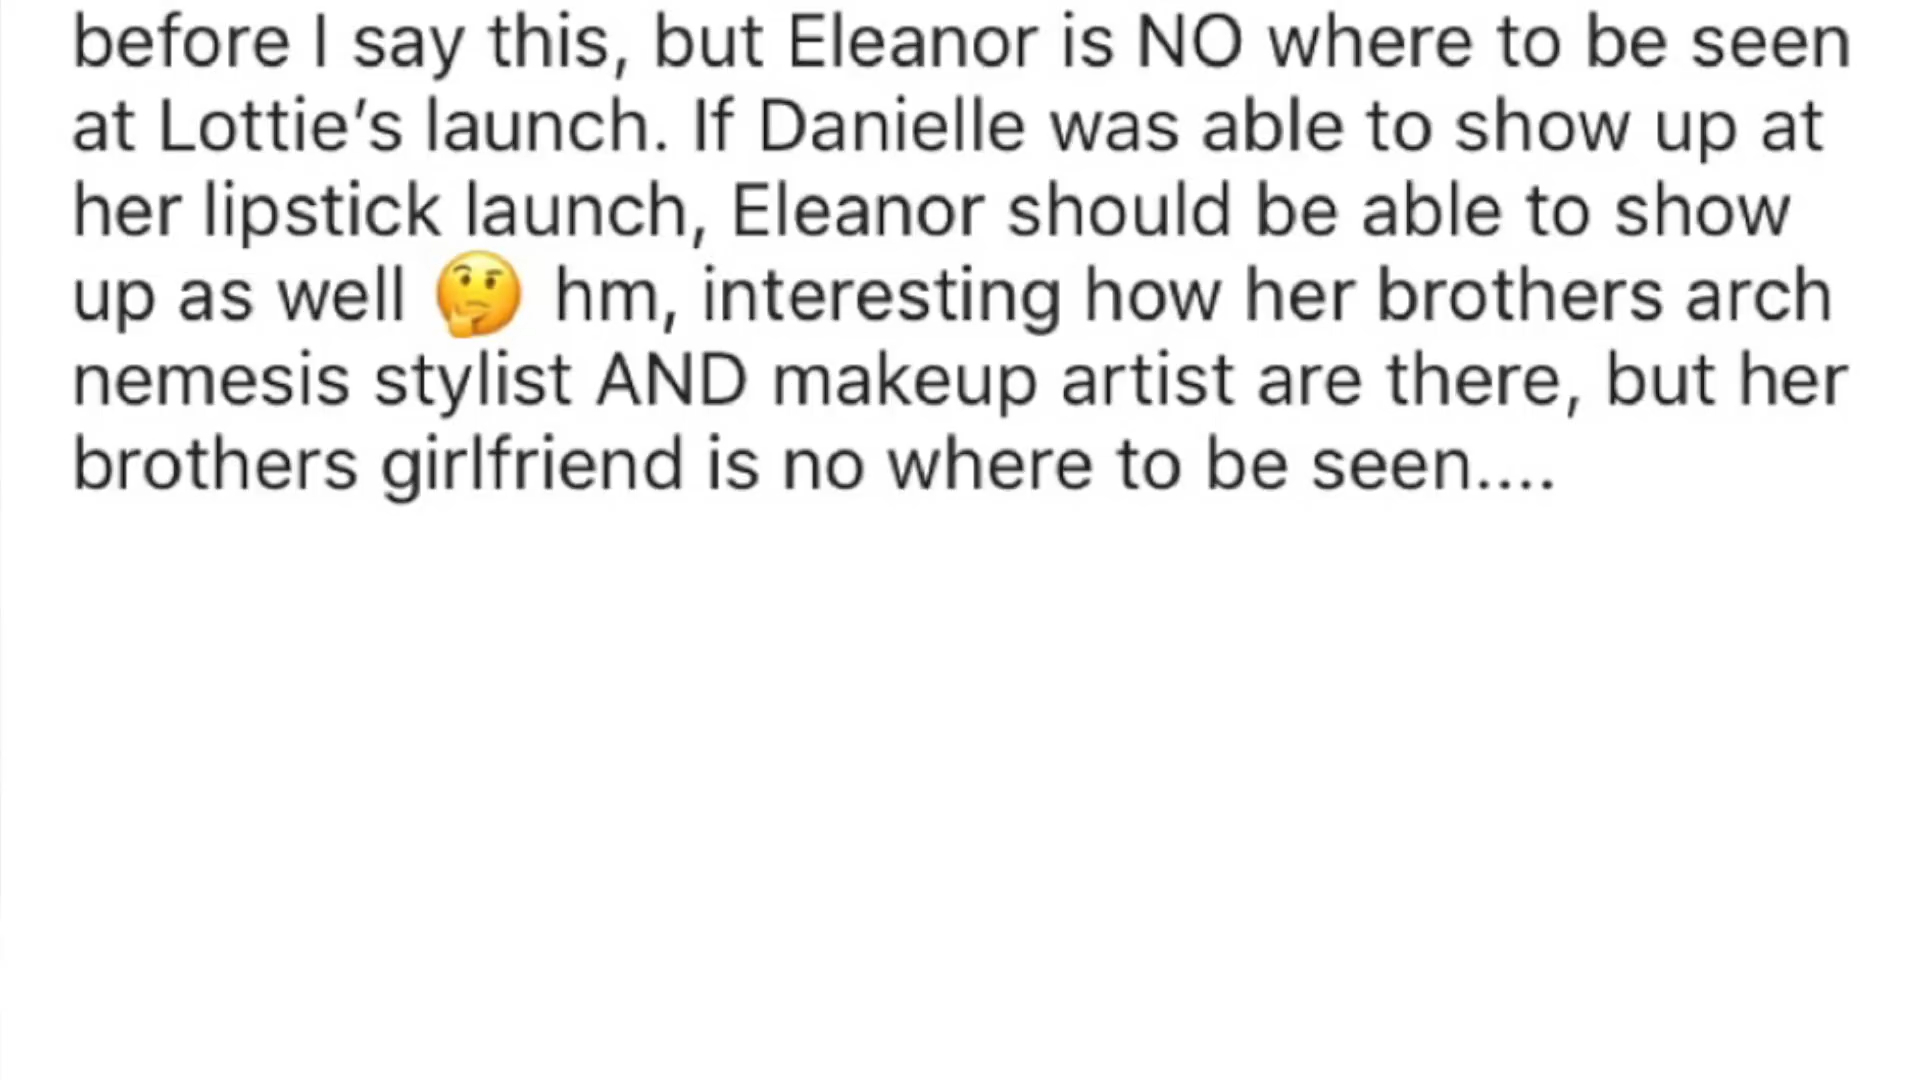 before I say this, but Eleanor is NO where to be seen
at Lottie’s launch. If Danielle was able to show up at
her lipstick launch, Eleanor should be able to show
up as well 🤔 hm, interesting how her brothers arch
nemesis stylist AND makeup artist are there, but her
brothers girlfriend is no where to be seen....